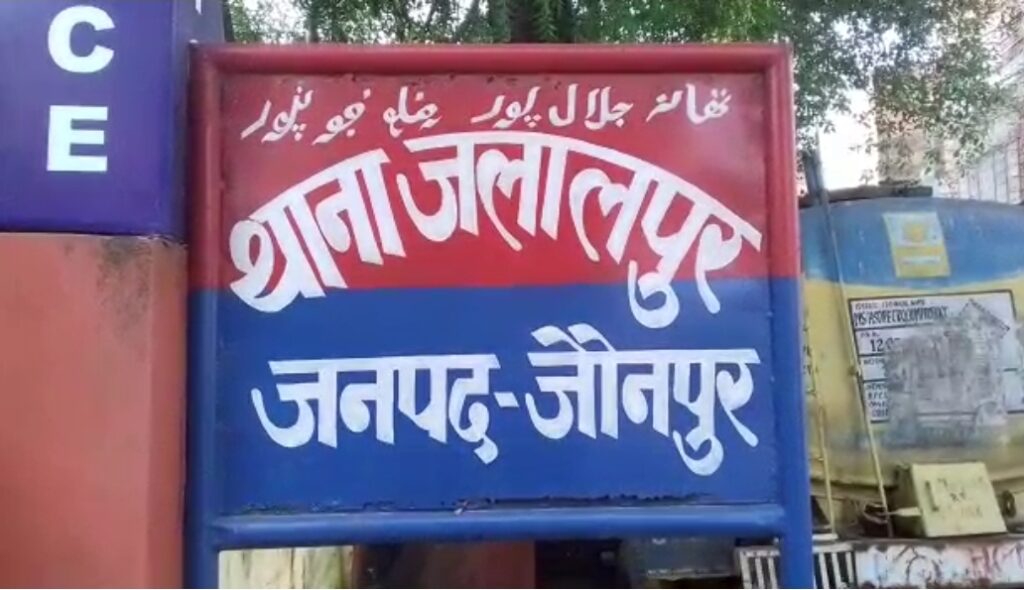 C
E
تھانہ جلال پور ضلع جونپور
थाना जलालपुर
जनपद-जौनपुर